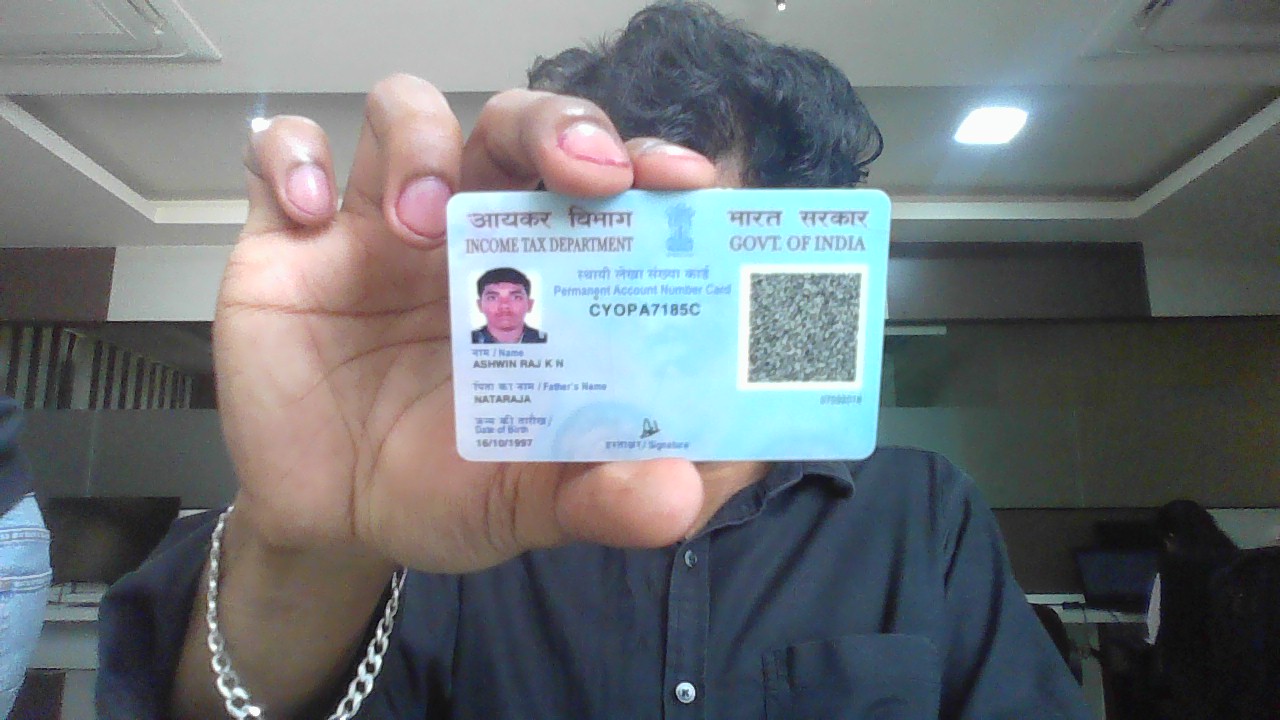 आयकर विभाग
भारत सरकार
INCOME TAX DEPARTMENT
GOVT. OF INDIA
स्थायी लेखा संख्या कार्ड
Permanent Account Number Card
CYOPA7185C
नाम / Name
ASHWIN RAJ K N
पिता का नाम / Father's Name
NATARAJA
जन्म की तारीख/
Date of Birth
16/10/1997
हस्ताक्षर / Signature